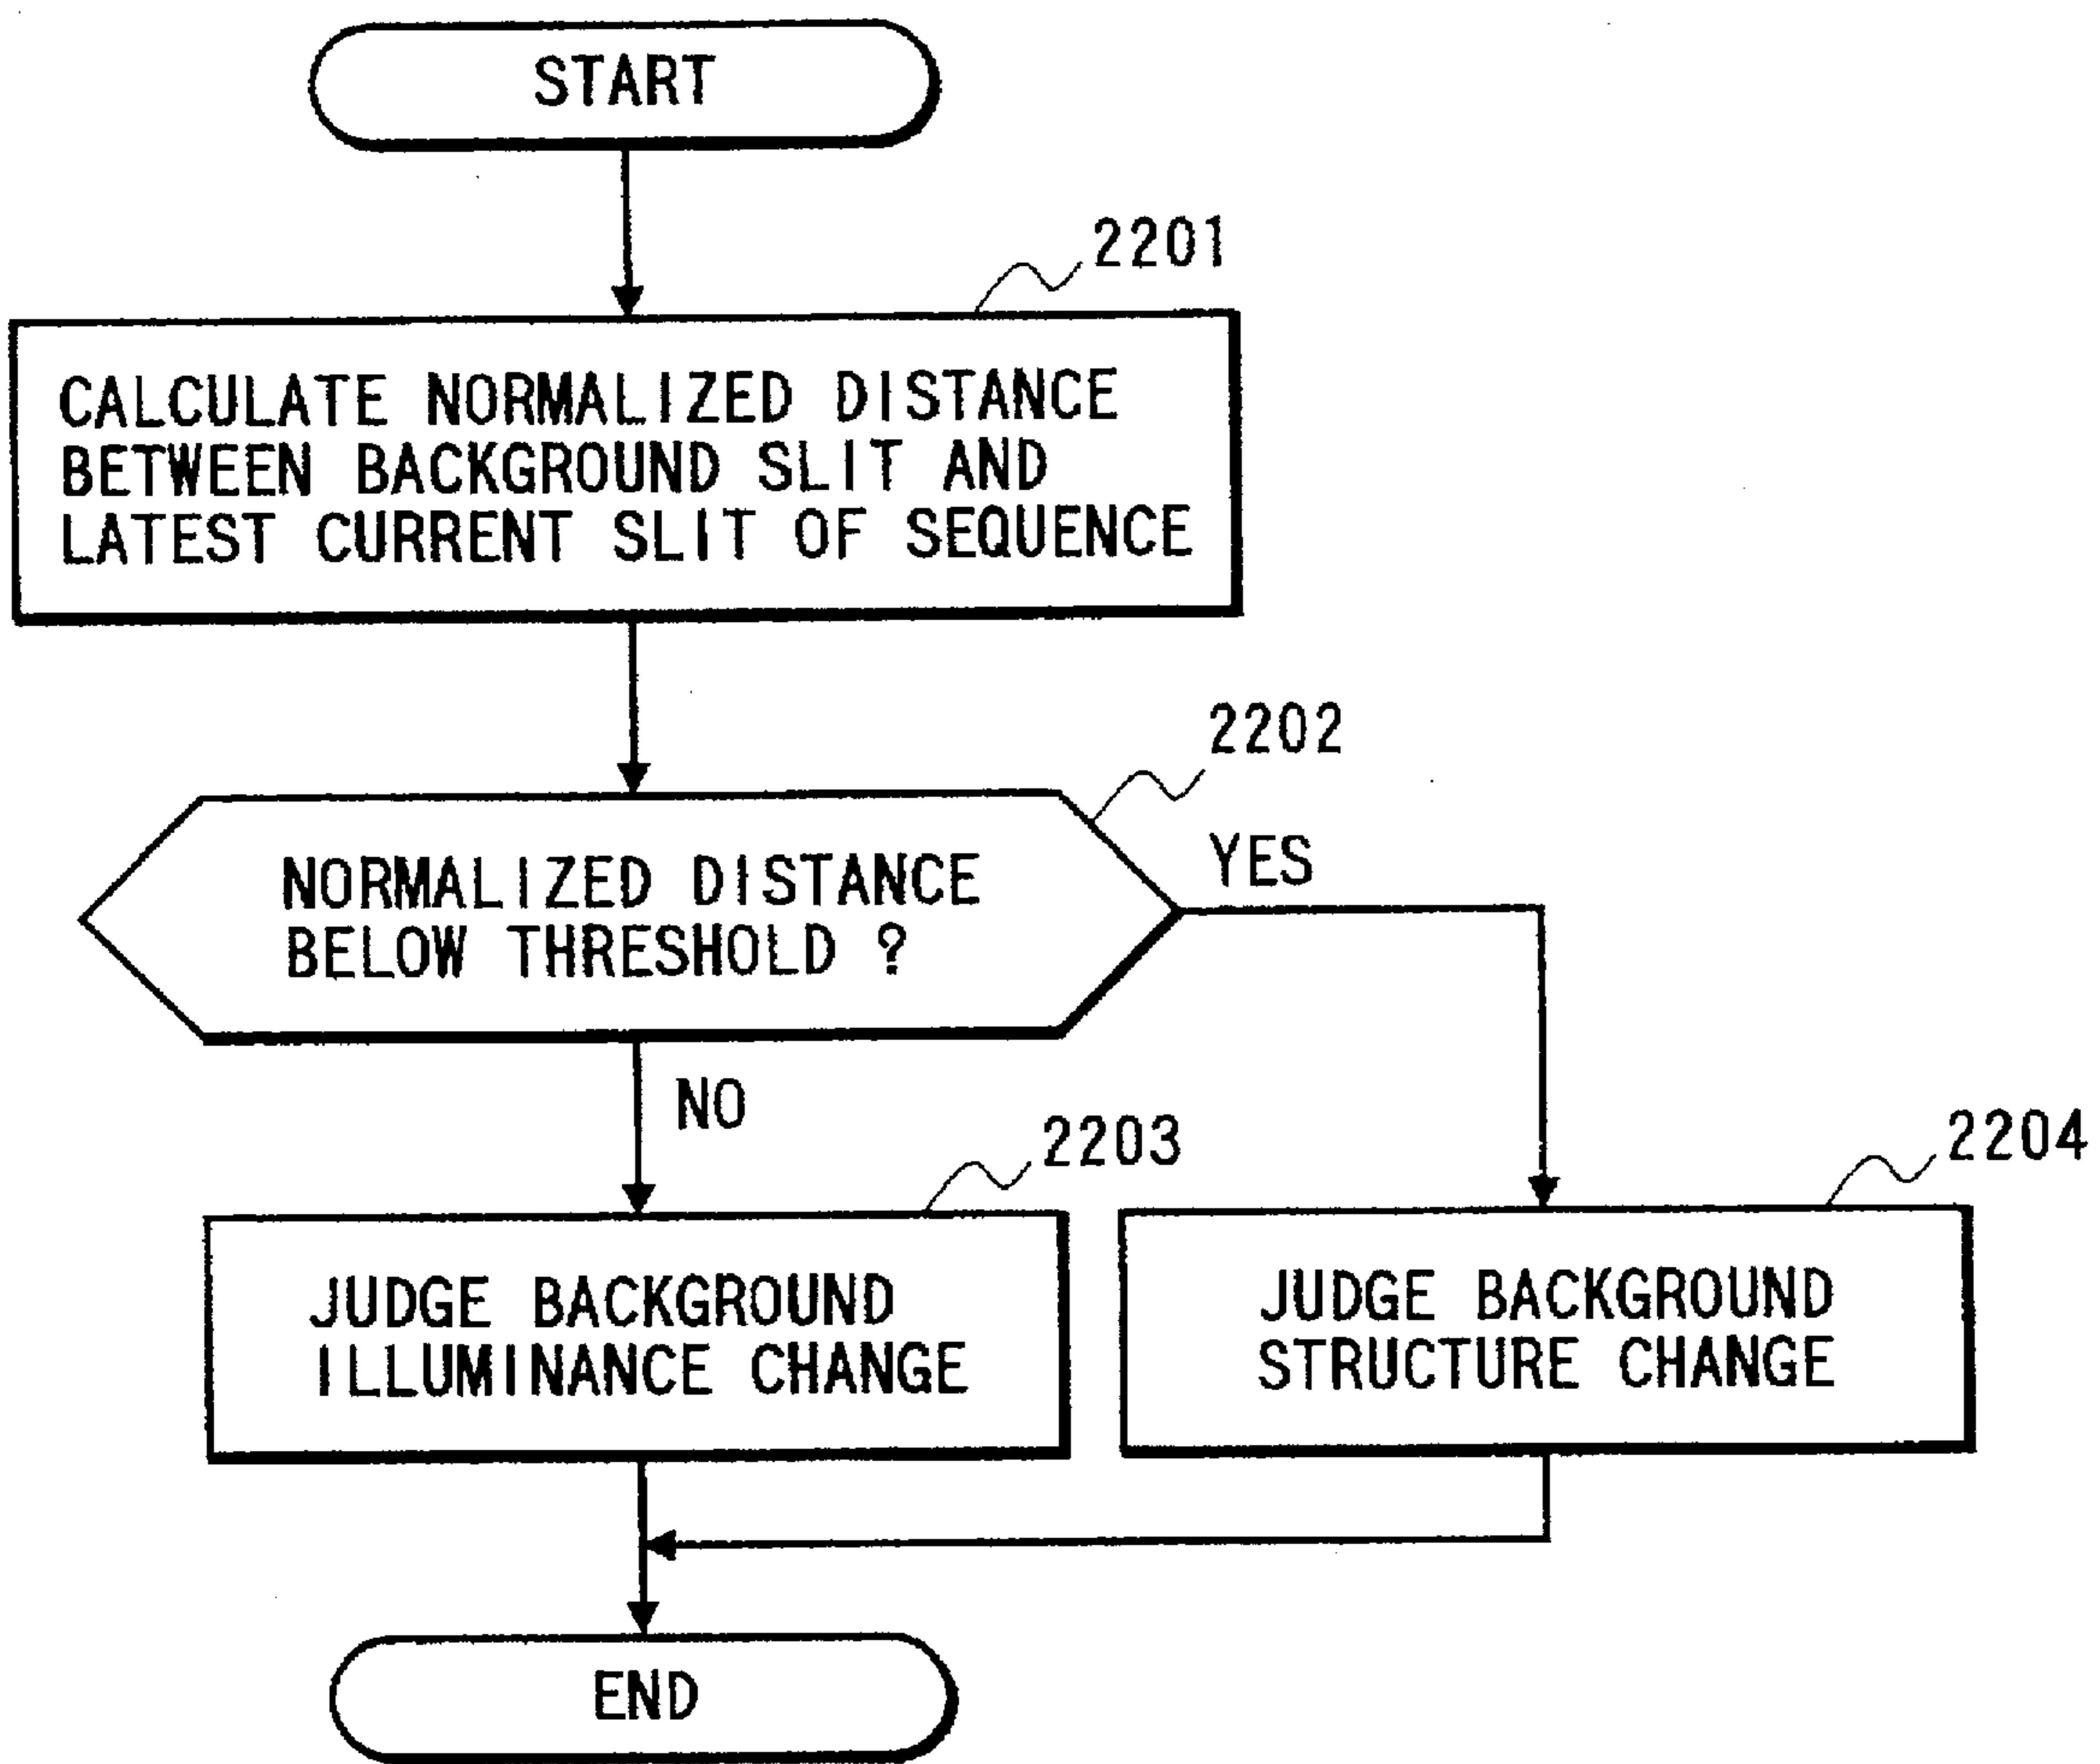 START
2201
CALCULATE NORMALIZED DISTANCE
BETWEEN BACKGROUND SLIT AND
LATEST CURRENT SLIT OF SEQUENCE
2202
NORMALIZED DISTANCE
BELOW THRESHOLD ?
YES
NO
2203
JUDGE BACKGROUND
ILLUMINANCE CHANGE
2204
JUDGE BACKGROUND
STRUCTURE CHANGE
END